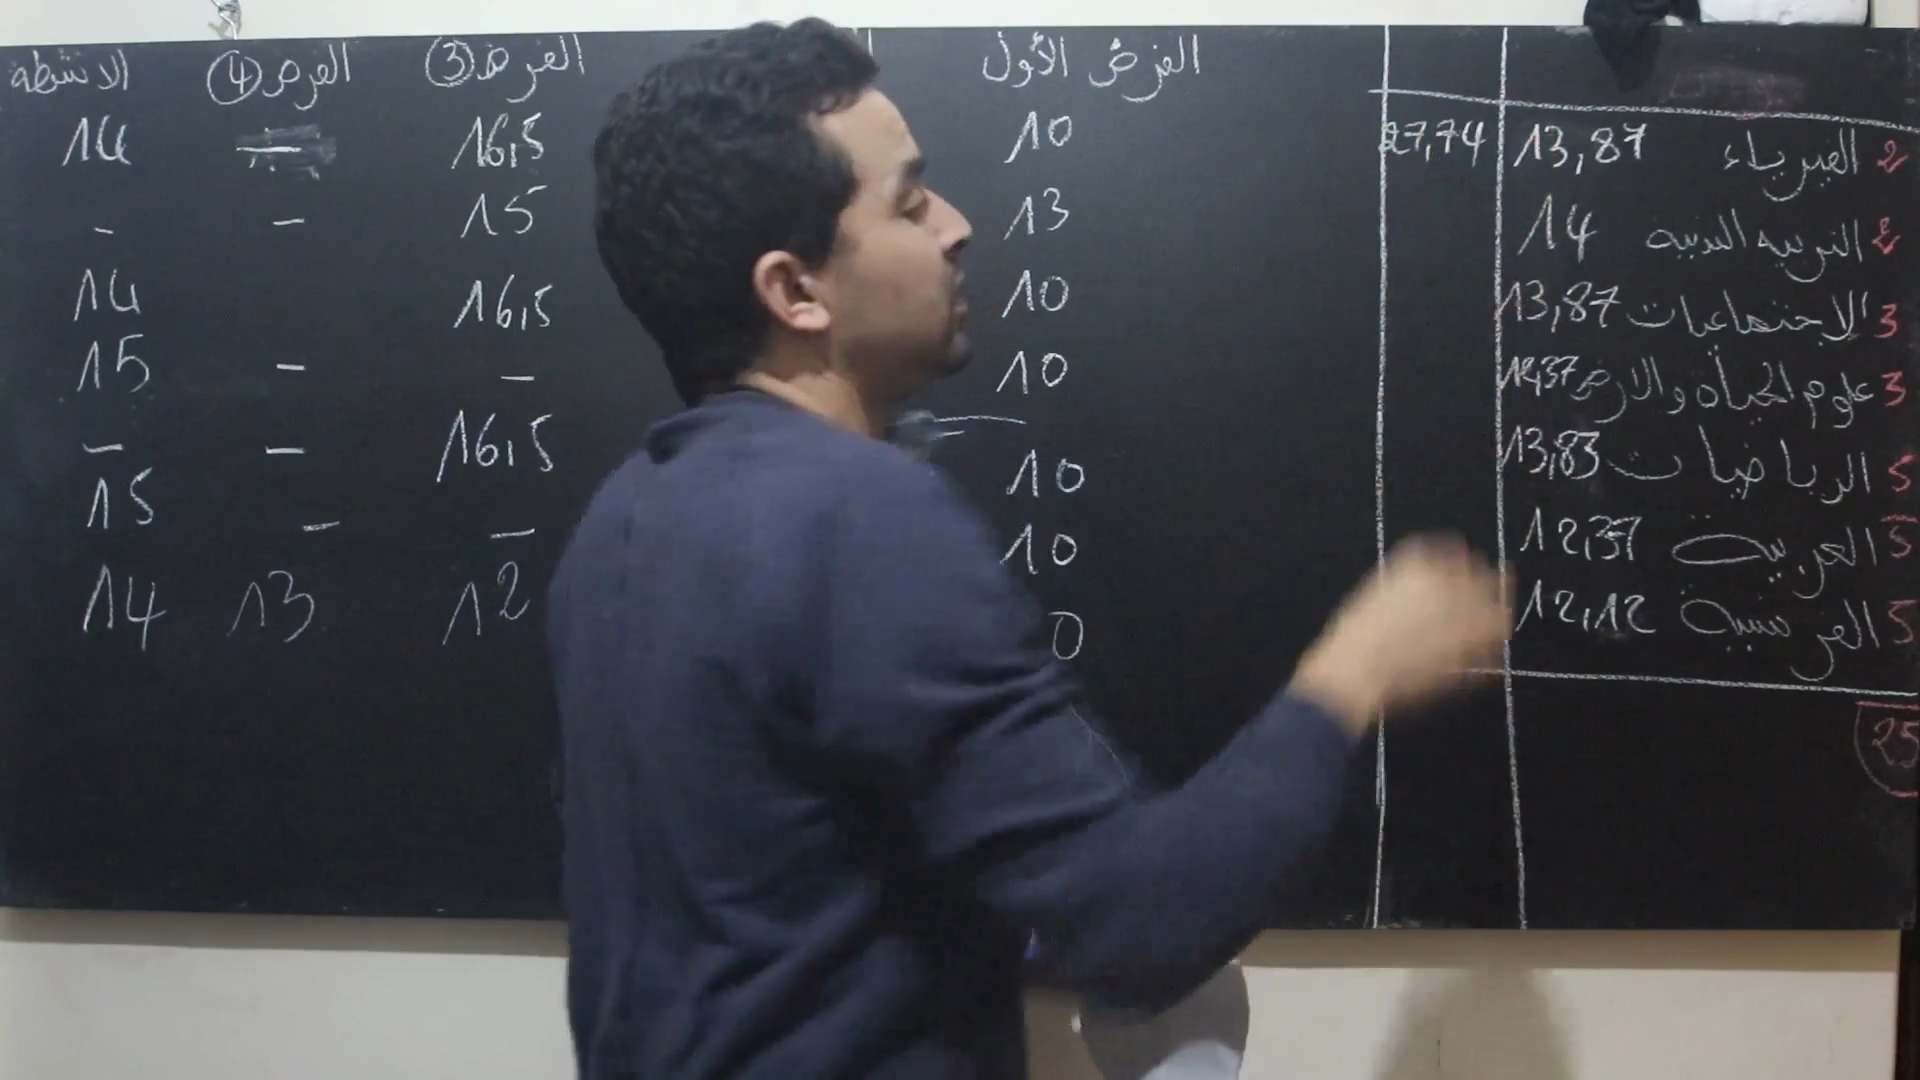 الفرض الأول الفرض ③ الفرض ④ الانشطة
2 الفيزياء 13,87 27,74 10 16,5 — 14
2 التربية البدنية 14 13 15 — -
3 الإجتماعيات 13,87 10 16,5 14
3 علوم الحياة والارض 12,37 10 — — 15
5 الرياضيات 13,83 10 16,5 — —
5 العربية 12,37 10 — — 15
5 الفرنسية 12,12 0 12 13 14
25